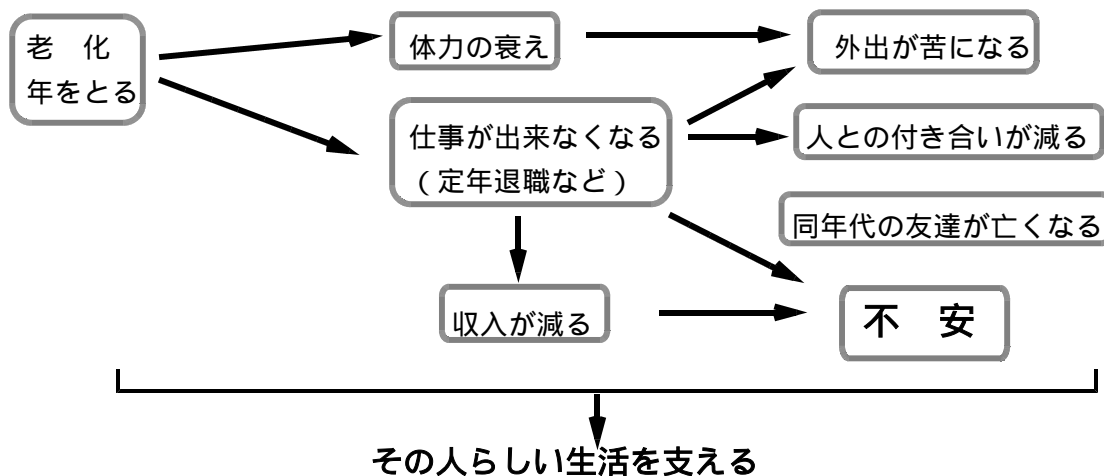 老　化
年をとる
体力の衰え
外出が苦になる
仕事が出来なくなる
（定年退職など）
人との付き合いが減る
同年代の友達が亡くなる
収入が減る
不　安
その人らしい生活を支える